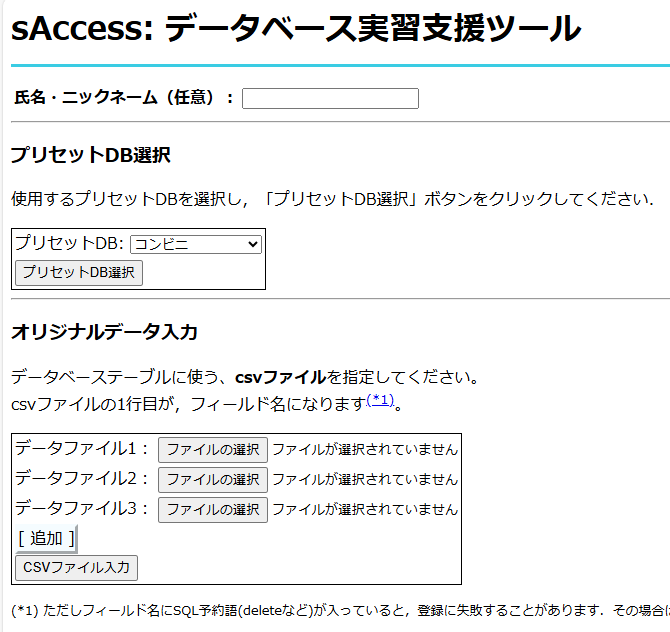 sAccess: データベース実習支援ツール
氏名・ニックネーム（任意）：
プリセットDB選択
使用するプリセットDBを選択し，「プリセットDB選択」ボタンをクリックしてください．
プリセットDB: コンビニ
プリセットDB選択
オリジナルデータ入力
データベーステーブルに使う、csvファイルを指定してください。
csvファイルの1行目が，フィールド名になります(*1)。
データファイル1： ファイルの選択 ファイルが選択されていません
データファイル2： ファイルの選択 ファイルが選択されていません
データファイル3： ファイルの選択 ファイルが選択されていません
[ 追加 ]
CSVファイル入力
(*1) ただしフィールド名にSQL予約語(deleteなど)が入っていると，登録に失敗することがあります．その場合